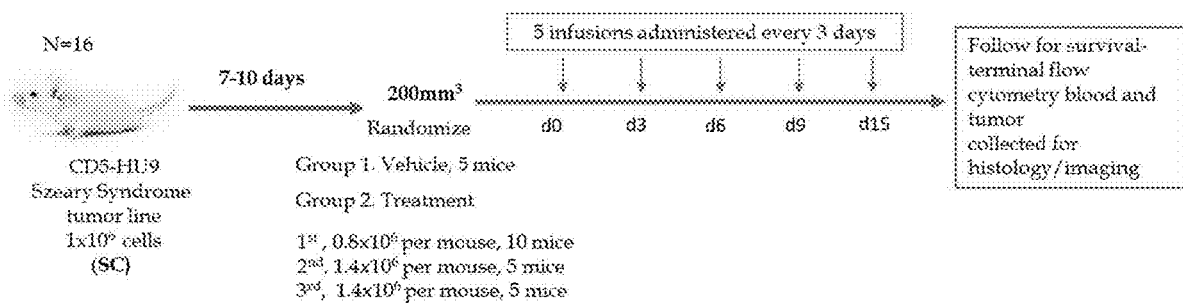 N=16
7-10 days
CD5-HU9
Szeary Syndrome
tumor line
1x10⁶ cells
(SC)
200mm³
Randomize
Group 1. Vehicle, 5 mice
Group 2. Treatment
1st, 0.8x10⁶ per mouse, 10 mice
2nd, 1.4x10⁶ per mouse, 5 mice
3rd, 1.4x10⁶ per mouse, 5 mice
5 infusions administered every 3 days
d0 d3 d6 d9 d15
Follow for survival-
terminal flow
cytometry blood and
tumor
collected for
histology/imaging